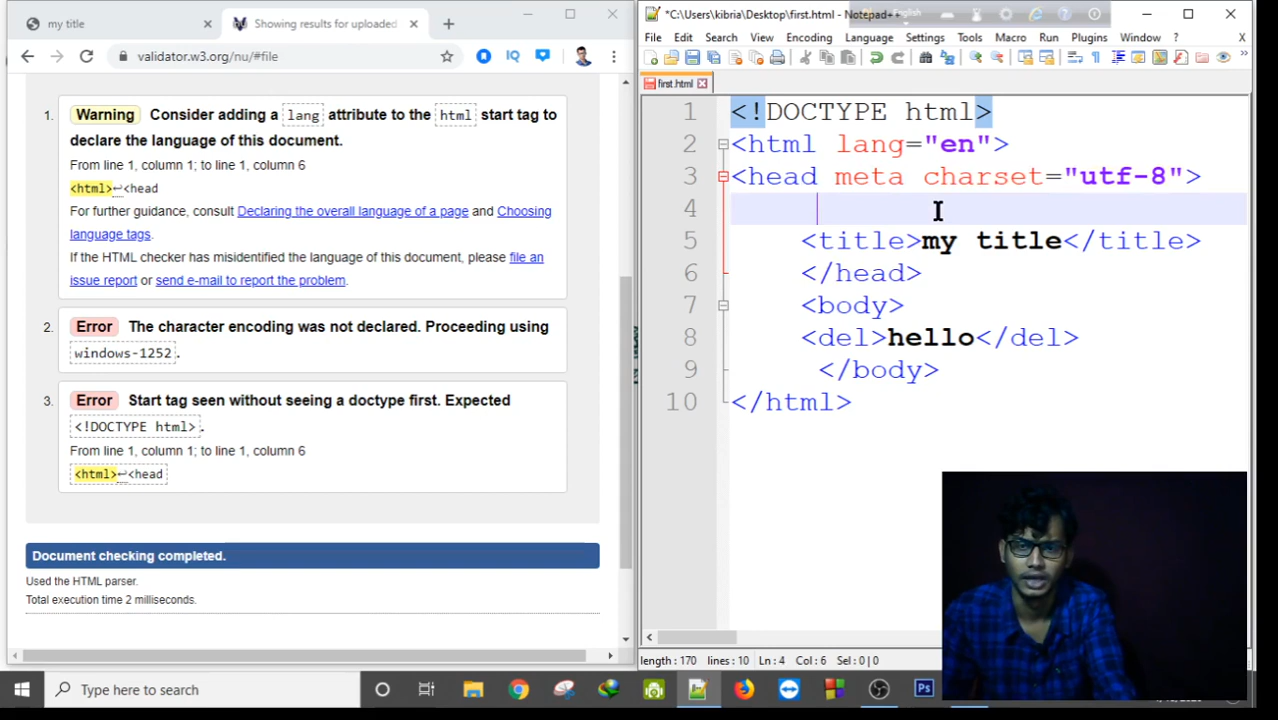 my title
Showing results for uploaded
*C:\Users\kibria\Desktop\first.html - Notepad++
English
validator.w3.org/nu/#file
File Edit Search View Encoding Language Settings Tools Macro Run Plugins Window ?
first.html
1. Warning Consider adding a lang attribute to the html start tag to
declare the language of this document.
From line 1, column 1; to line 1, column 6
<html>↩<head
For further guidance, consult Declaring the overall language of a page and Choosing
language tags.
If the HTML checker has misidentified the language of this document, please file an
issue report or send e-mail to report the problem.
2. Error The character encoding was not declared. Proceeding using
windows-1252.
3. Error Start tag seen without seeing a doctype first. Expected
<!DOCTYPE html>.
From line 1, column 1; to line 1, column 6
<html>↩<head
Document checking completed.
Used the HTML parser.
Total execution time 2 milliseconds.
1 <!DOCTYPE html>
2 <html lang="en">
3 <head meta charset="utf-8">
4
5 <title>my title</title>
6 </head>
7 <body>
8 <del>hello</del>
9 </body>
10 </html>
length : 170 lines : 10 Ln : 4 Col : 6 Sel : 0 | 0
Type here to search
Ps